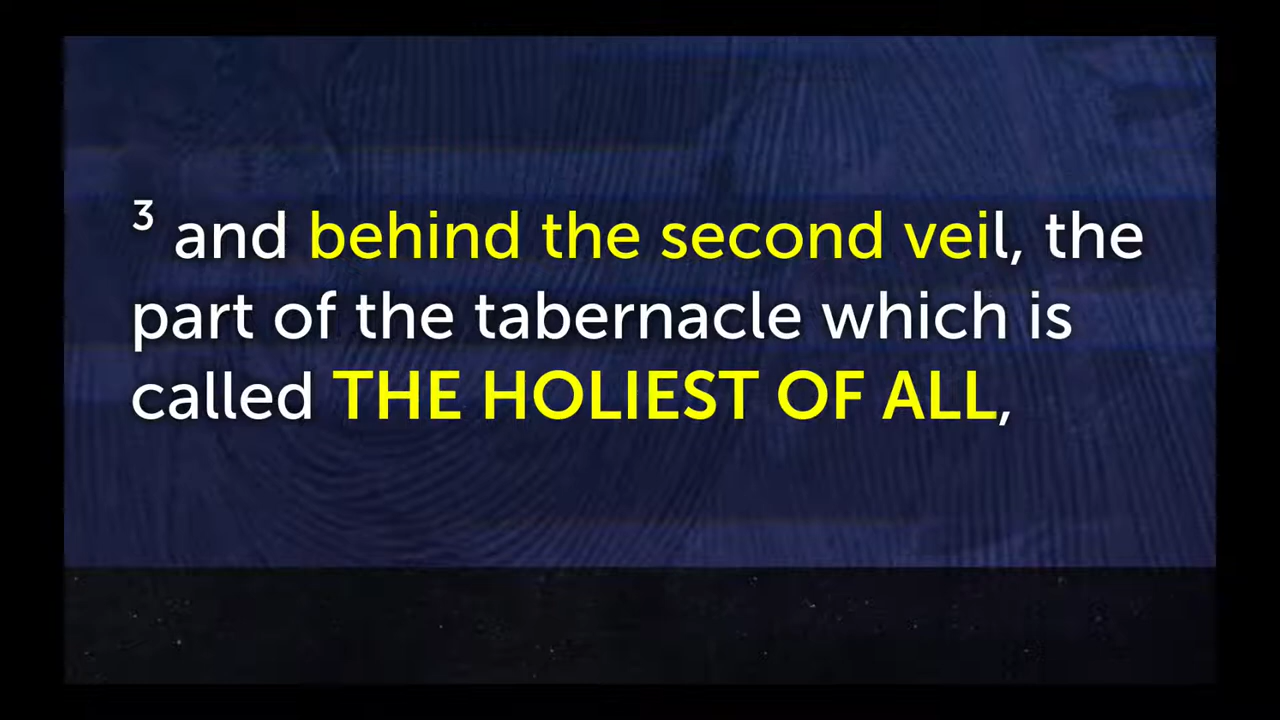 ³ and behind the second veil, the
part of the tabernacle which is
called THE HOLIEST OF ALL,